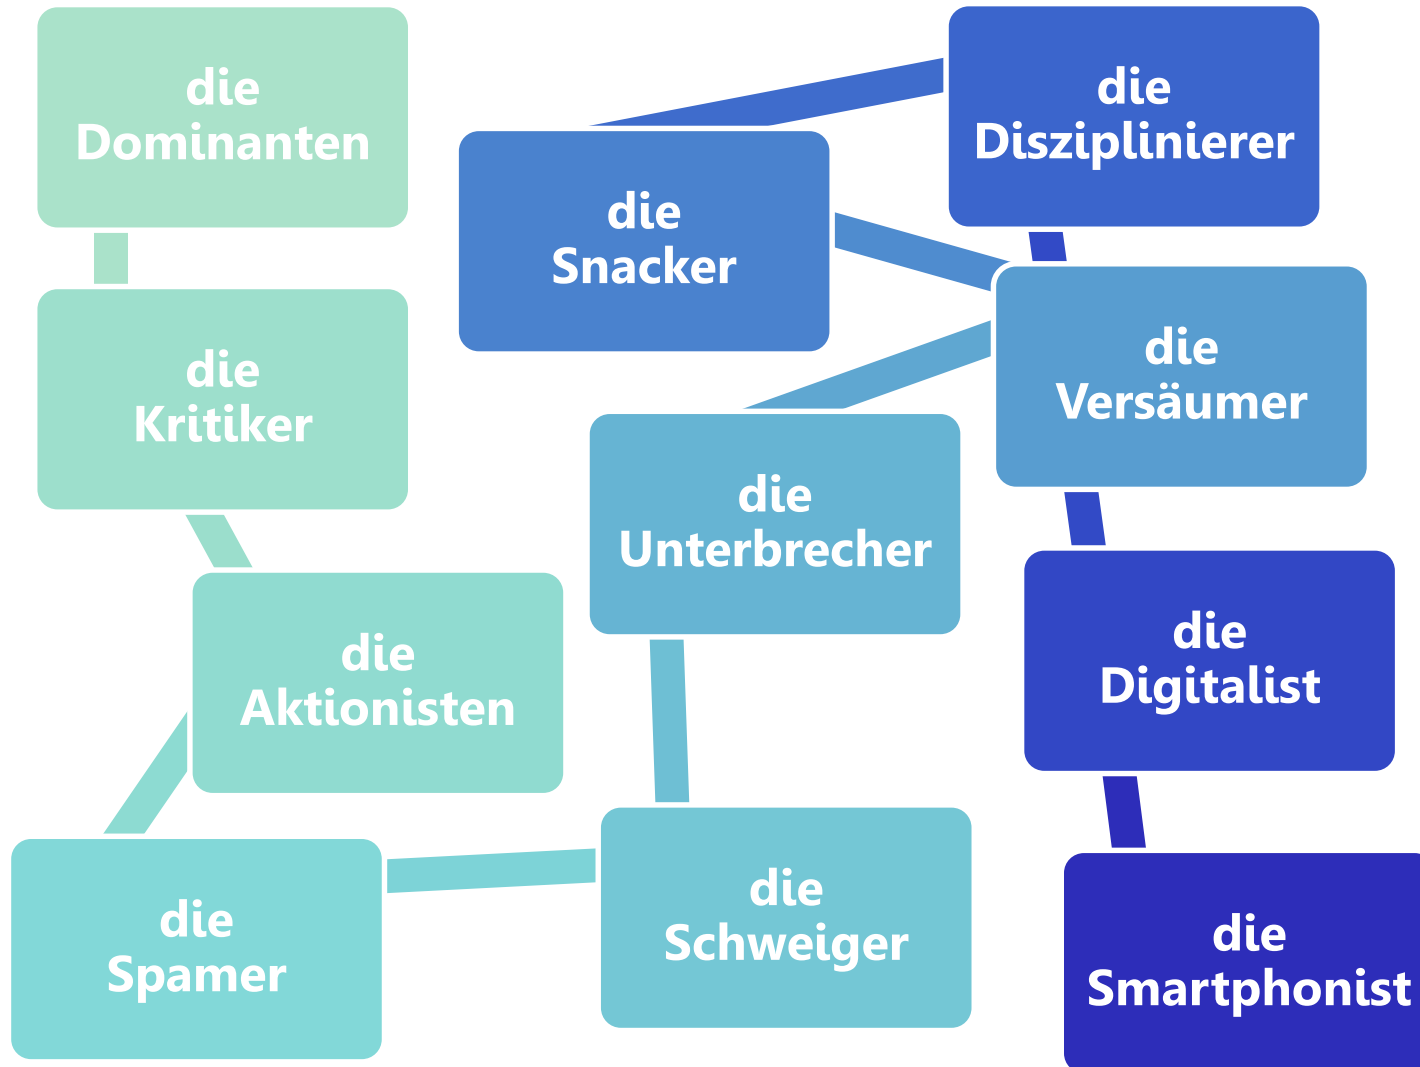 die
Dominanten
die
Kritiker
die
Aktionisten
die
Spamer
die
Schweiger
die
Unterbrecher
die
Versäumer
die
Snacker
die
Disziplinierer
die
Digitalist
die
Smartphonist